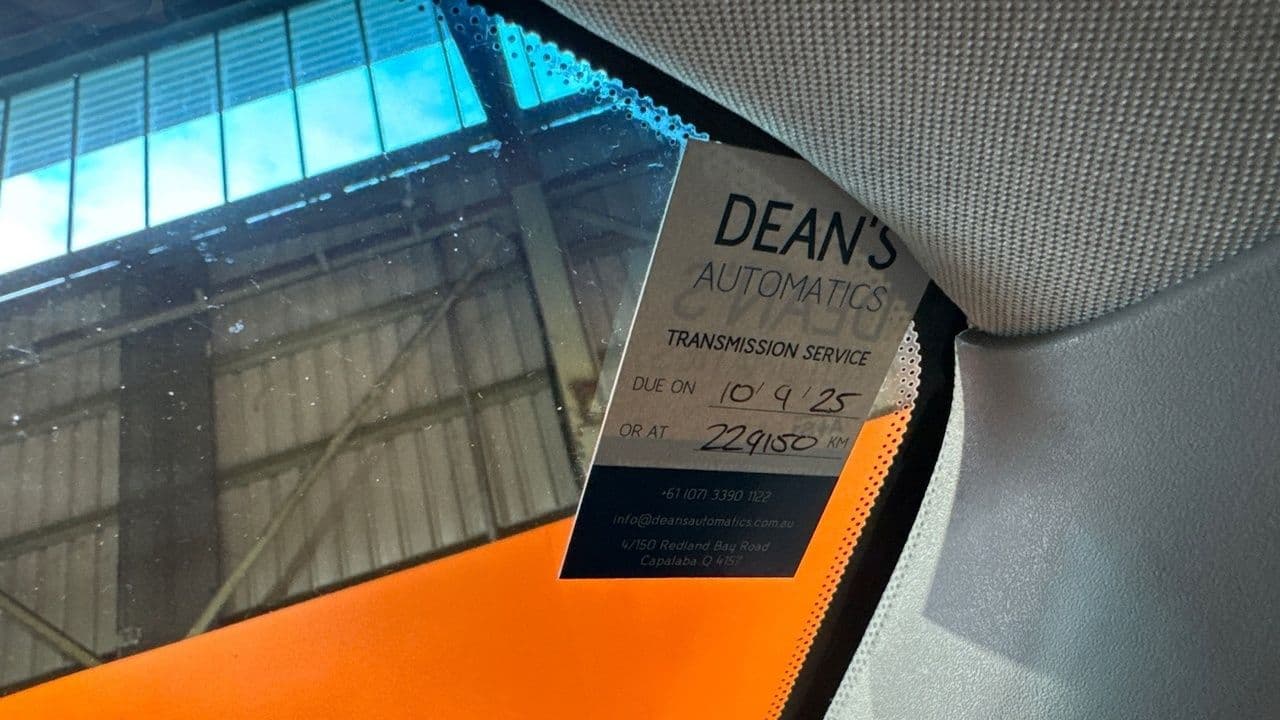 DEAN'S
AUTOMATICS
TRANSMISSION SERVICE
DUE ON 10/9/25
OR AT 229150 KM
+61 (07) 3390 1122
info@deansautomatics.com.au
4/150 Redland Bay Road
Capalaba Q 4157